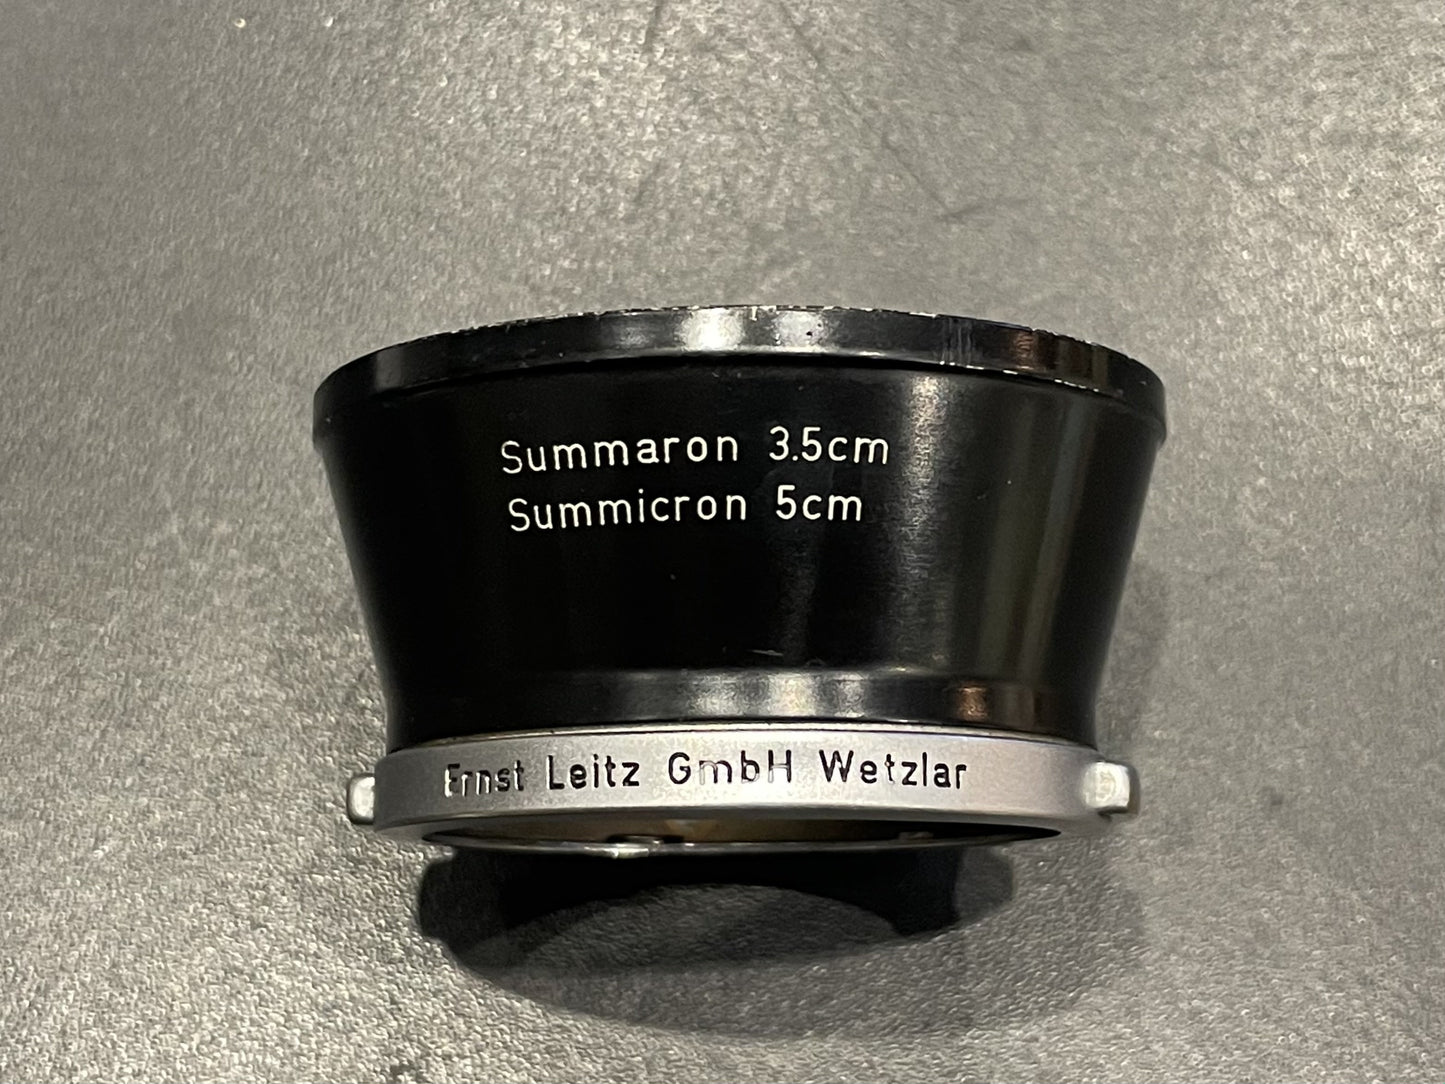 Summaron 3.5cm
Summicron 5cm
Ernst Leitz GmbH Wetzlar